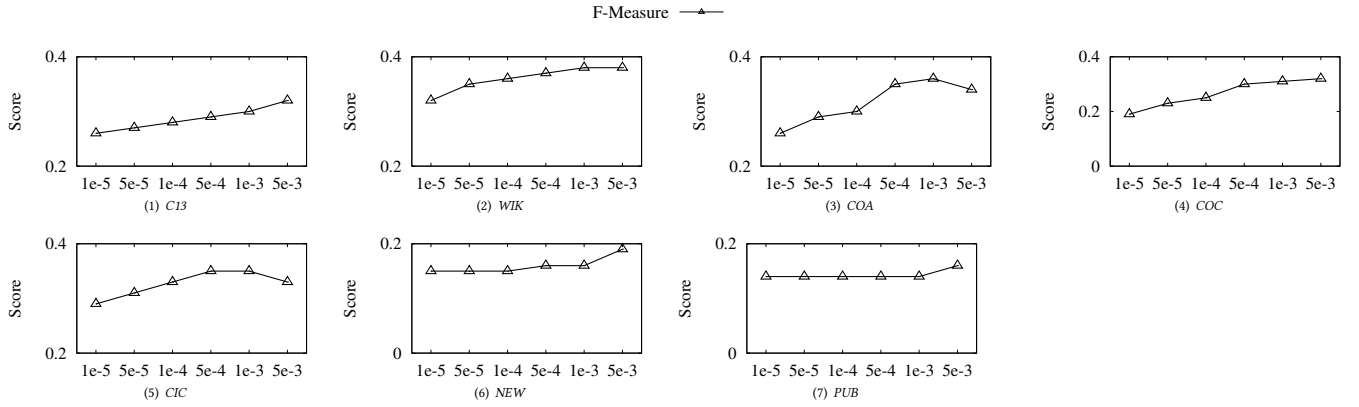 F-Measure
0.4 0.4 0.4 0.4
Score Score Score Score
0.2
0.2 0.2 0.2 0
1e-5 5e-5 1e-4 5e-4 1e-3 5e-3 1e-5 5e-5 1e-4 5e-4 1e-3 5e-3 1e-5 5e-5 1e-4 5e-4 1e-3 5e-3 1e-5 5e-5 1e-4 5e-4 1e-3 5e-3
(1) C13 (2) WIK (3) COA (4) COC
0.4 0.2 0.2
Score Score Score
0.2 0 0
1e-5 5e-5 1e-4 5e-4 1e-3 5e-3 1e-5 5e-5 1e-4 5e-4 1e-3 5e-3 1e-5 5e-5 1e-4 5e-4 1e-3 5e-3
(5) CIC (6) NEW (7) PUB